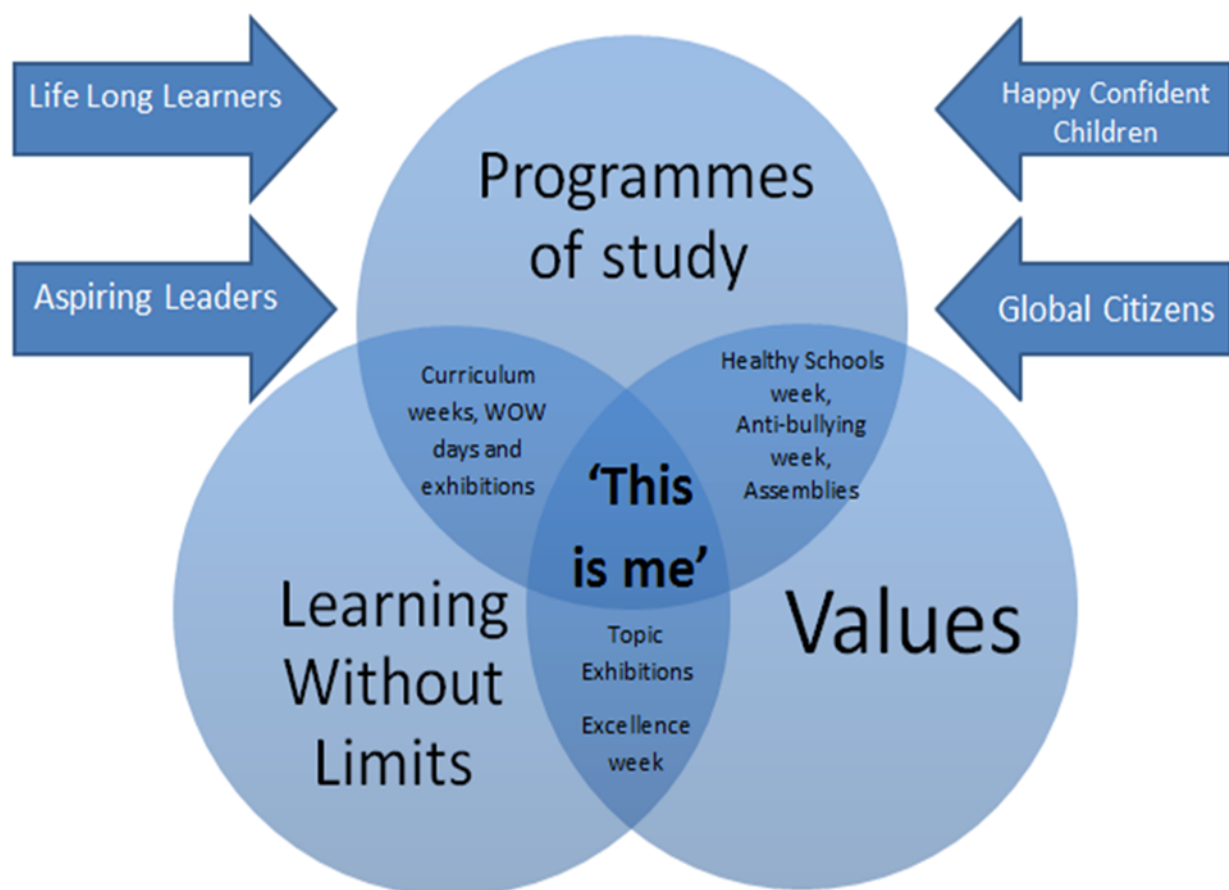 Life Long Learners
Happy Confident
Children
Programmes
of study
Aspiring Leaders
Global Citizens
Curriculum
weeks, WOW
days and
exhibitions
Healthy Schools
week,
Anti-bullying
week,
Assemblies
‘This
is me’
Learning
Without
Limits
Values
Topic
Exhibitions
Excellence
week